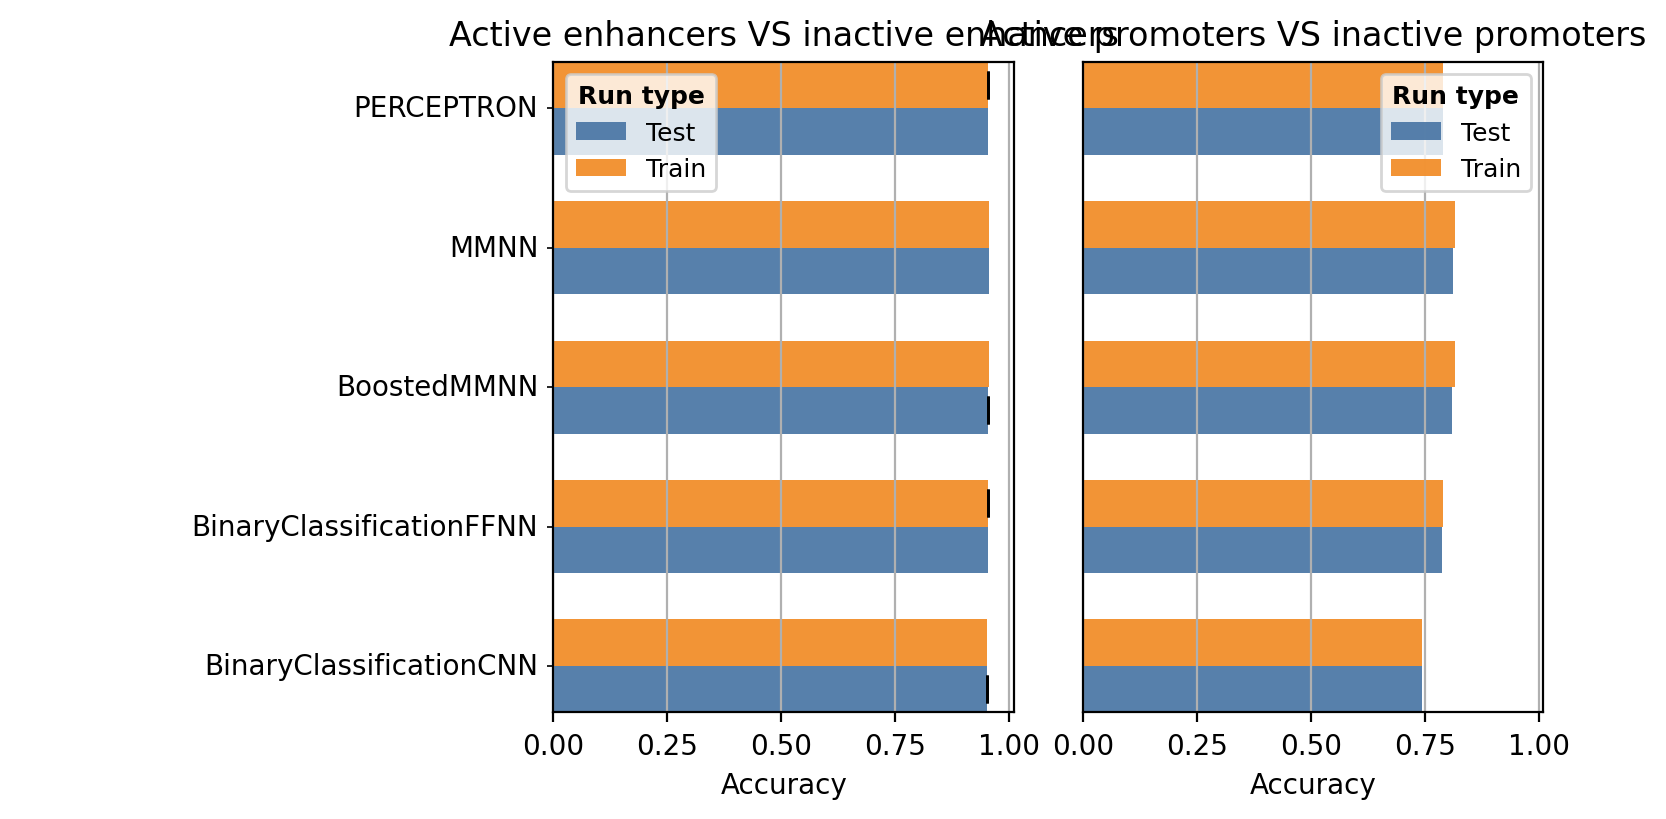 Active enhancers VS inactive enhancers
Active promoters VS inactive promoters
PERCEPTRON
MMNN
BoostedMMNN
BinaryClassificationFFNN
BinaryClassificationCNN
Run type
Test
Train
Run type
Test
Train
0.00 0.25 0.50 0.75 1.00
0.00 0.25 0.50 0.75 1.00
Accuracy
Accuracy